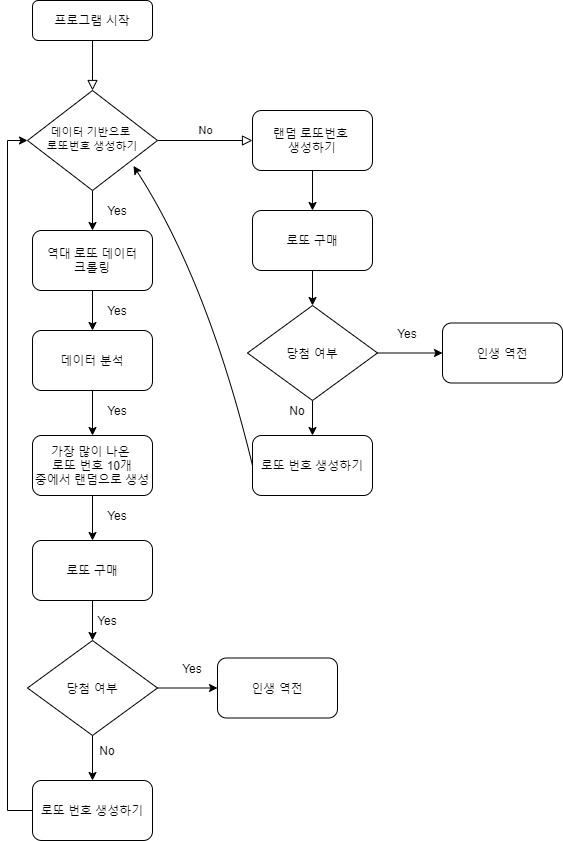 프로그램 시작
데이터 기반으로
로또번호 생성하기
No
랜덤 로또번호
생성하기
Yes
역대 로또 데이터
크롤링
로또 구매
Yes
데이터 분석
당첨 여부
Yes
인생 역전
Yes
No
가장 많이 나온
로또 번호 10개
중에서 랜덤으로 생성
로또 번호 생성하기
Yes
로또 구매
Yes
당첨 여부
Yes
인생 역전
No
로또 번호 생성하기